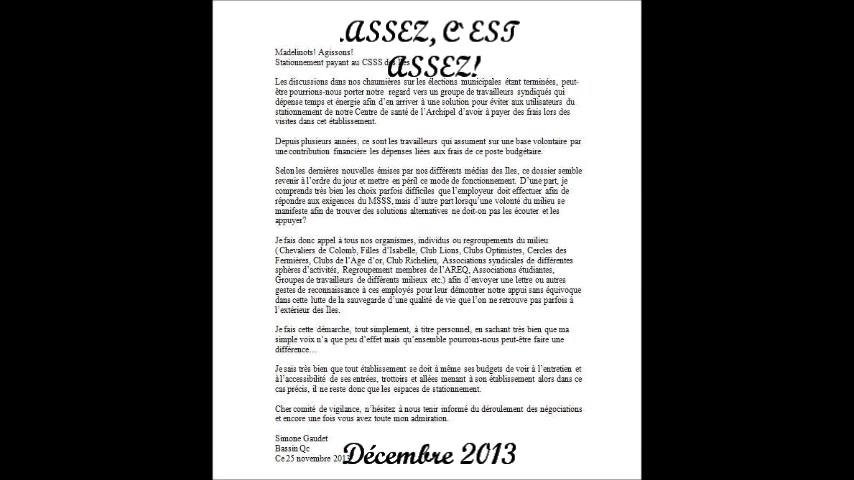 .ASSEZ, C`EST
ASSEZ!
Madelinots! Agissons!
Stationnement payant au CSSS des Iles
Les discussions dans nos chaumières sur les élections municipales étant terminées, peut-
être pourrions-nous porter notre regard vers un groupe de travailleurs syndiqués qui
dépense temps et énergie afin d'en arriver à une solution pour éviter aux utilisateurs du
stationnement de notre Centre de santé de l'Archipel d'avoir à payer des frais lors des
visites dans cet établissement.
Depuis plusieurs années, ce sont les travailleurs qui assument sur une base volontaire par
une contribution financière les dépenses liées aux frais de ce poste budgétaire.
Selon les dernières nouvelles émises par nos différents médias des Iles, ce dossier semble
revenir à l'ordre du jour et mettre en péril ce mode de fonctionnement. D'une part, je
comprends très bien les choix parfois difficiles que l'employeur doit effectuer afin de
répondre aux exigences du MSSS, mais d'autre part lorsqu'une volonté du milieu se
manifeste afin de trouver des solutions alternatives ne doit-on pas les écouter et les
appuyer?
Je fais donc appel à tous nos organismes, individus ou regroupements du milieu
(Chevaliers de Colomb, Filles d'Isabelle, Club Lions, Clubs Optimistes, Cercles des
Fermières, Clubs de l'Âge d'or, Club Richelieu, Associations syndicales de différentes
sphères d'activités, Regroupement membres de l'AREQ, Associations étudiantes,
Groupes de travailleurs de différents milieux etc.) afin d'envoyer une lettre ou autres
gestes de reconnaissance à ces employés pour leur démontrer notre appui sans équivoque
dans cette lutte de la sauvegarde d'une qualité de vie que l'on ne retrouve pas parfois à
l'extérieur des Îles.
Je fais cette démarche, tout simplement, à titre personnel, en sachant très bien que ma
simple voix n'a que peu d'effet mais qu'ensemble pourrons-nous peut-être faire une
différence…
Je sais très bien que tout établissement se doit à même ses budgets de voir à l'entretien et
à l'accessibilité de ses entrées, trottoirs et allées menant à son établissement alors dans ce
cas précis, il ne reste donc que les espaces de stationnement.
Cher comité de vigilance, n'hésitez à nous tenir informé du déroulement des négociations
et encore une fois vous avez toute mon admiration.
Simone Gaudet
Bassin Qc
Ce 25 novembre 2013
Décembre 2013